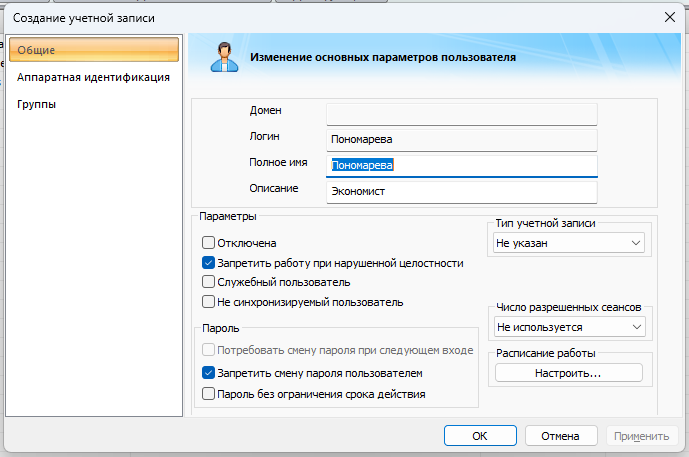 Создание учетной записи
Общие
Аппаратная идентификация
Группы
Изменение основных параметров пользователя
Домен
Логин Пономарева
Полное имя Пономарева
Описание Экономист
Параметры
Отключена
Запретить работу при нарушенной целостности
Служебный пользователь
Не синхронизируемый пользователь
Тип учетной записи
Не указан
Число разрешенных сеансов
Не используется
Пароль
Потребовать смену пароля при следующем входе
Запретить смену пароля пользователем
Пароль без ограничения срока действия
Расписание работы
Настроить...
ОК
Отмена
Применить